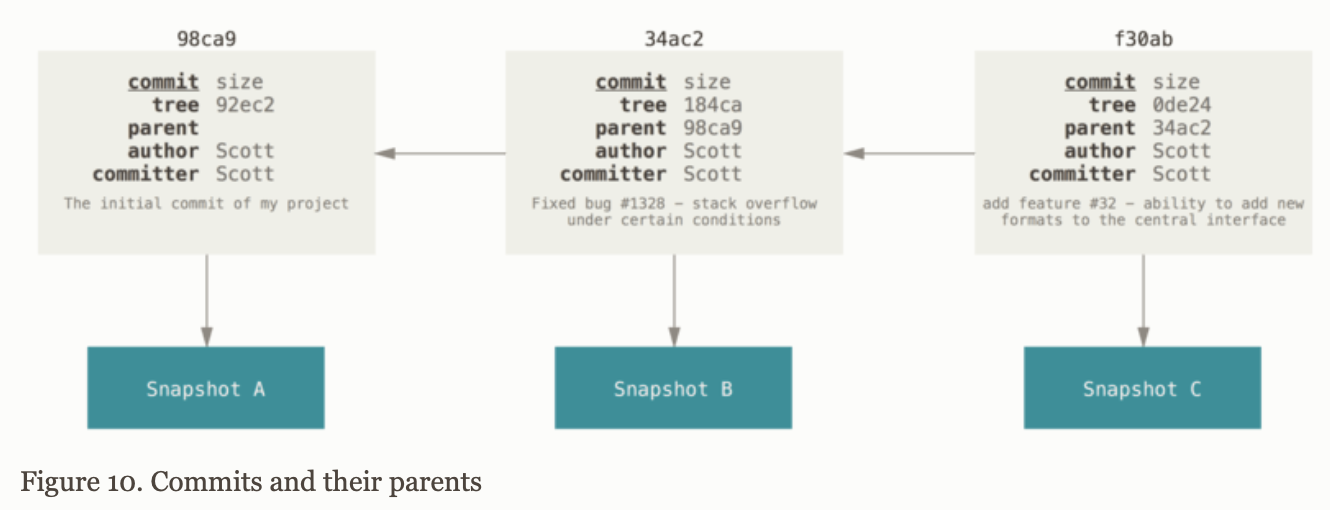 98ca9
commit size
tree 92ec2
parent
author Scott
committer Scott
The initial commit of my project
34ac2
commit size
tree 184ca
parent 98ca9
author Scott
committer Scott
Fixed bug #1328 – stack overflow
under certain conditions
f30ab
commit size
tree 0de24
parent 34ac2
author Scott
committer Scott
add feature #32 – ability to add new
formats to the central interface
Snapshot A
Snapshot B
Snapshot C
Figure 10. Commits and their parents